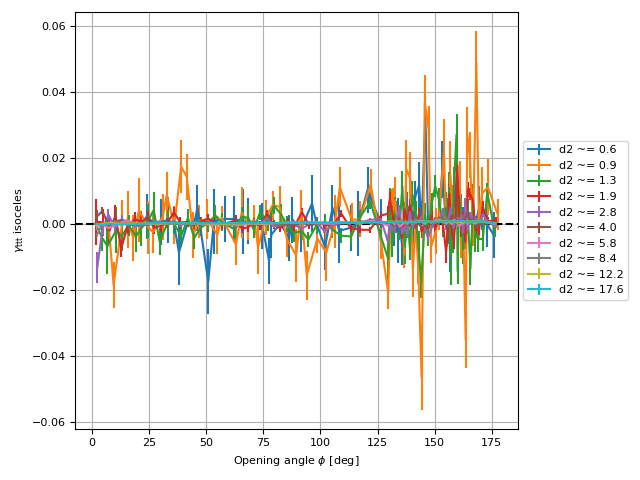 0.06
0.04
0.02
0.00
−0.02
−0.04
−0.06
γttt isoceles
0
25
50
75
100
125
150
175
Opening angle ϕ [deg]
d2 ~= 0.6
d2 ~= 0.9
d2 ~= 1.3
d2 ~= 1.9
d2 ~= 2.8
d2 ~= 4.0
d2 ~= 5.8
d2 ~= 8.4
d2 ~= 12.2
d2 ~= 17.6